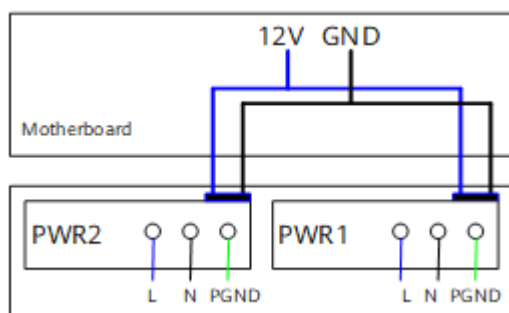 12V GND
Motherboard
PWR2
PWR1
L N PGND
L N PGND